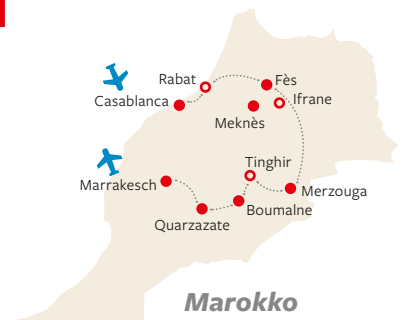 Rabat
Fès
Casablanca
Ifrane
Meknès
Tinghir
Marrakesch
Merzouga
Boumalne
Quarzazate
Marokko